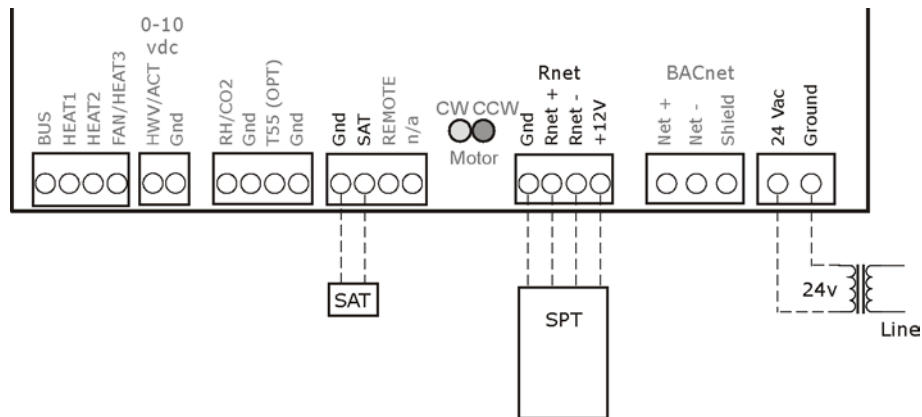 0-10
vdc
BUS
HEAT1
HEAT2
FAN/HEAT3
HWV/ACT
Gnd
RH/CO2
Gnd
T55 (OPT)
Gnd
Gnd
SAT
REMOTE
n/a
CW CCW
Motor
Rnet
Gnd
Rnet +
Rnet -
+12V
BACnet
Net +
Net -
Shield
24 Vac
Ground
SAT
SPT
24v
Line